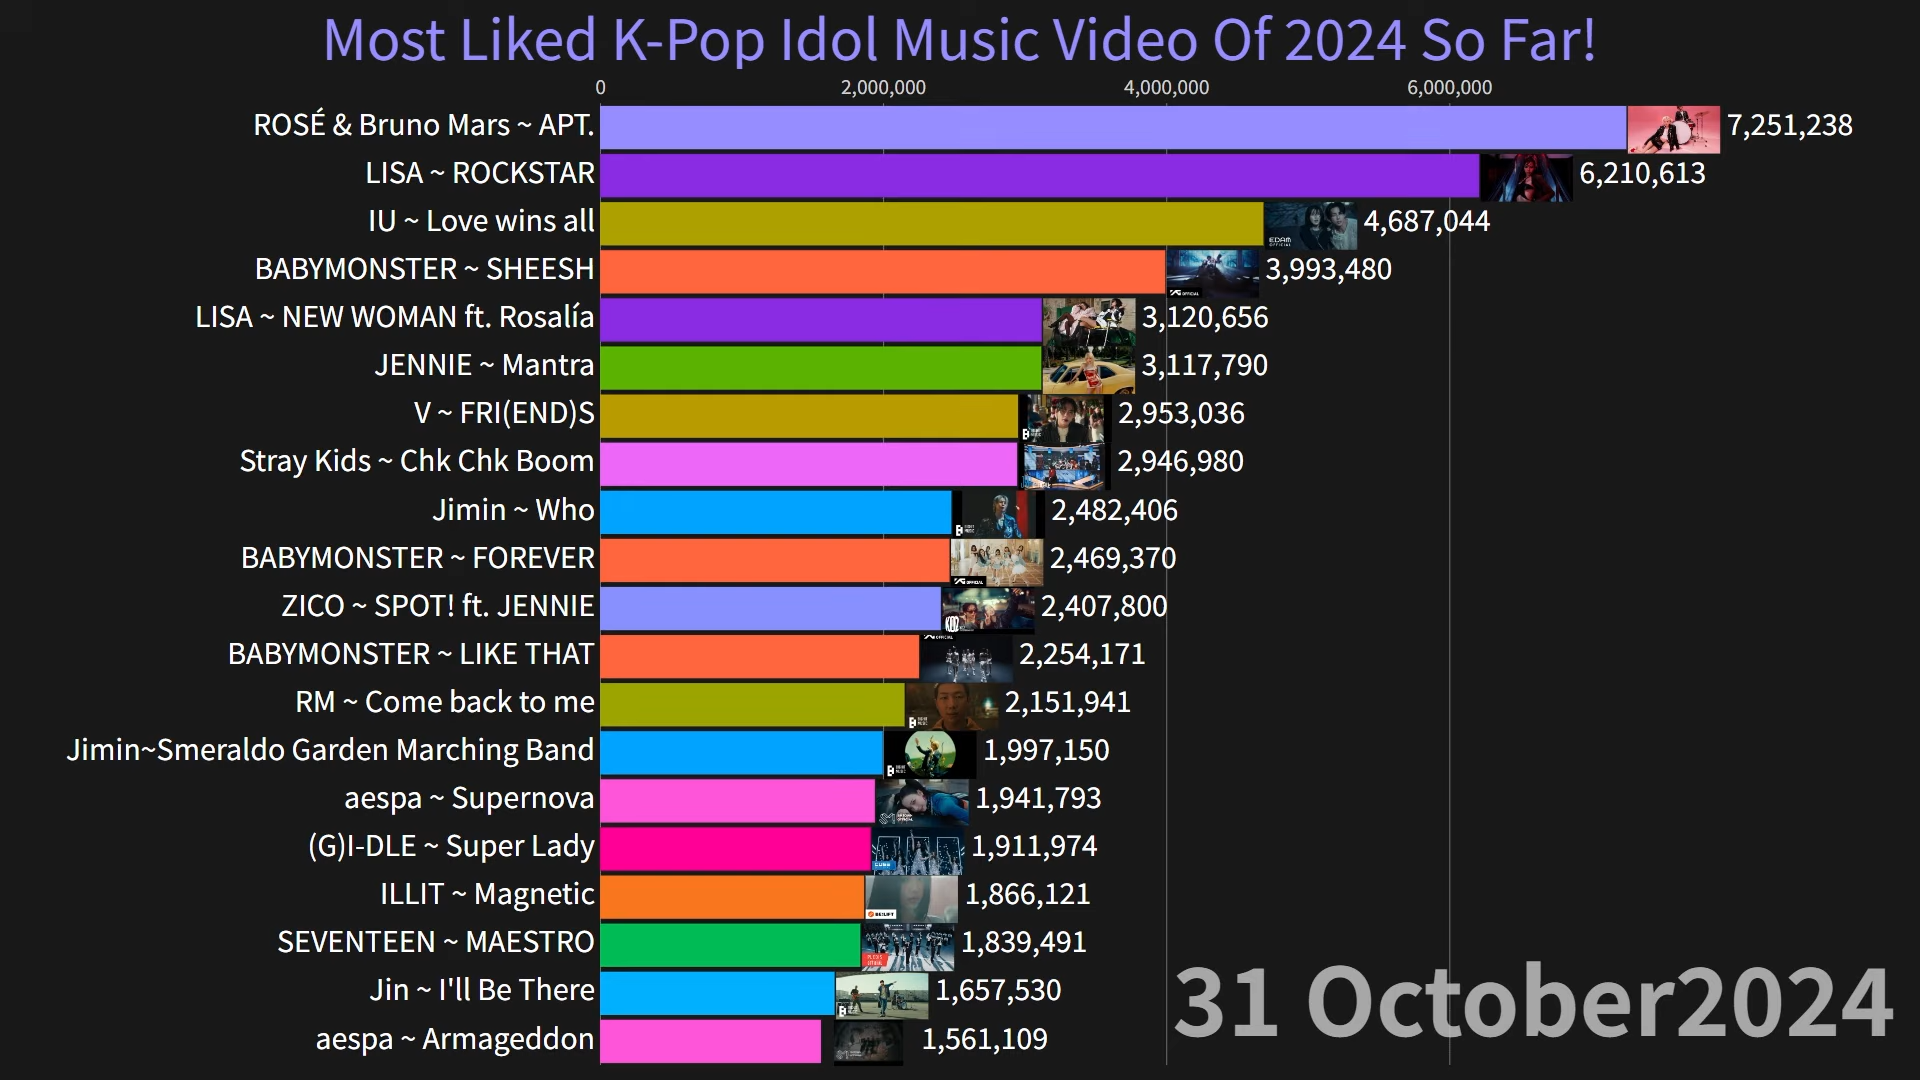 Most Liked K-Pop Idol Music Video Of 2024 So Far!
0 2,000,000 4,000,000 6,000,000
ROSÉ & Bruno Mars ~ APT. 7,251,238
LISA ~ ROCKSTAR 6,210,613
IU ~ Love wins all EDAM 4,687,044
BABYMONSTER ~ SHEESH 3,993,480
LISA ~ NEW WOMAN ft. Rosalía 3,120,656
JENNIE ~ Mantra 3,117,790
V ~ FRI(END)S 2,953,036
Stray Kids ~ Chk Chk Boom 2,946,980
Jimin ~ Who 2,482,406
BABYMONSTER ~ FOREVER 2,469,370
ZICO ~ SPOT! ft. JENNIE KOZ 2,407,800
BABYMONSTER ~ LIKE THAT 2,254,171
RM ~ Come back to me 2,151,941
Jimin~Smeraldo Garden Marching Band 1,997,150
aespa ~ Supernova 1,941,793
(G)I-DLE ~ Super Lady CUBE 1,911,974
ILLIT ~ Magnetic BE:LIFT 1,866,121
SEVENTEEN ~ MAESTRO 1,839,491
Jin ~ I'll Be There 1,657,530
aespa ~ Armageddon 1,561,109
31 October2024